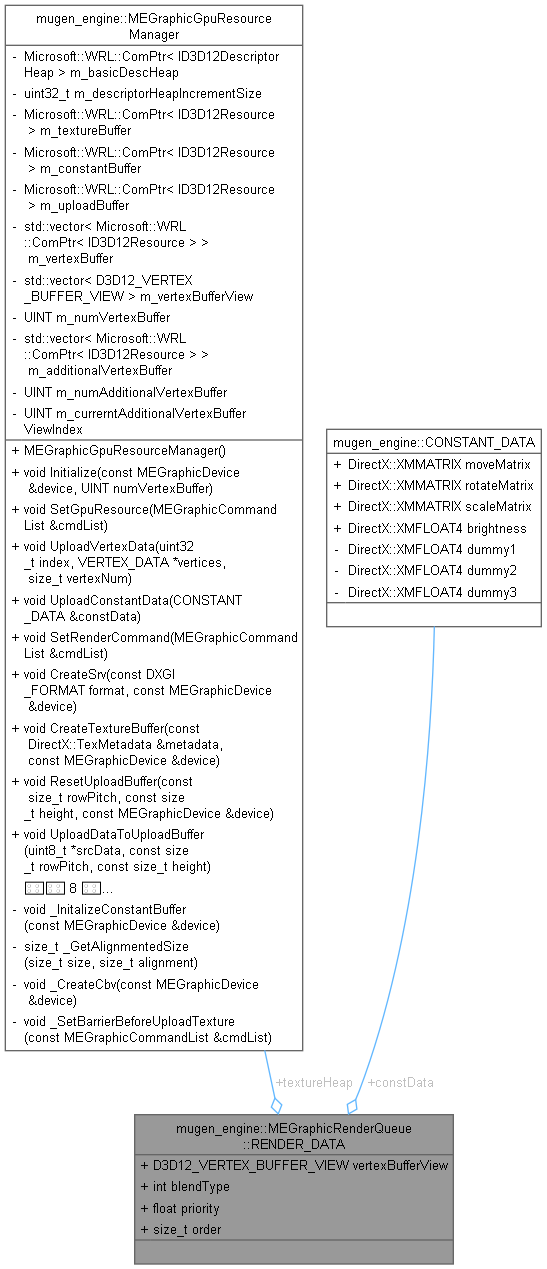 mugen_engine::MEGraphicGpuResource
Manager
- Microsoft::WRL::ComPtr< ID3D12Descriptor
Heap > m_basicDescHeap
- uint32_t m_descriptorHeapIncrementSize
- Microsoft::WRL::ComPtr< ID3D12Resource
> m_textureBuffer
- Microsoft::WRL::ComPtr< ID3D12Resource
> m_constantBuffer
- Microsoft::WRL::ComPtr< ID3D12Resource
> m_uploadBuffer
- std::vector< Microsoft::WRL
::ComPtr< ID3D12Resource > >
m_vertexBuffer
- std::vector< D3D12_VERTEX
_BUFFER_VIEW > m_vertexBufferView
- UINT m_numVertexBuffer
- std::vector< Microsoft::WRL
::ComPtr< ID3D12Resource > >
m_additionalVertexBuffer
- UINT m_numAdditionalVertexBuffer
- UINT m_currerntAdditionalVertexBuffer
ViewIndex
+ MEGraphicGpuResourceManager()
+ void Initialize(const MEGraphicDevice
&device, UINT numVertexBuffer)
+ void SetGpuResource(MEGraphicCommand
List &cmdList)
+ void UploadVertexData(uint32
_t index, VERTEX_DATA *vertices,
size_t vertexNum)
+ void UploadConstantData(CONSTANT
_DATA &constData)
+ void SetRenderCommand(MEGraphicCommand
List &cmdList)
+ void CreateSrv(const DXGI
_FORMAT format, const MEGraphicDevice
&device)
+ void CreateTextureBuffer(const
DirectX::TexMetadata &metadata,
const MEGraphicDevice &device)
+ void ResetUploadBuffer(const
size_t rowPitch, const size
_t height, const MEGraphicDevice &device)
+ void UploadDataToUploadBuffer
(uint8_t *srcData, const size
_t rowPitch, const size_t height)
8 ...
- void _InitalizeConstantBuffer
(const MEGraphicDevice &device)
- size_t _GetAlignmentedSize
(size_t size, size_t alignment)
- void _CreateCbv(const MEGraphicDevice
&device)
- void _SetBarrierBeforeUploadTexture
(const MEGraphicCommandList &cmdList)
mugen_engine::CONSTANT_DATA
+ DirectX::XMMATRIX moveMatrix
+ DirectX::XMMATRIX rotateMatrix
+ DirectX::XMMATRIX scaleMatrix
+ DirectX::XMFLOAT4 brightness
- DirectX::XMFLOAT4 dummy1
- DirectX::XMFLOAT4 dummy2
- DirectX::XMFLOAT4 dummy3
+textureHeap
+constData
mugen_engine::MEGraphicRenderQueue
::RENDER_DATA
+ D3D12_VERTEX_BUFFER_VIEW vertexBufferView
+ int blendType
+ float priority
+ size_t order